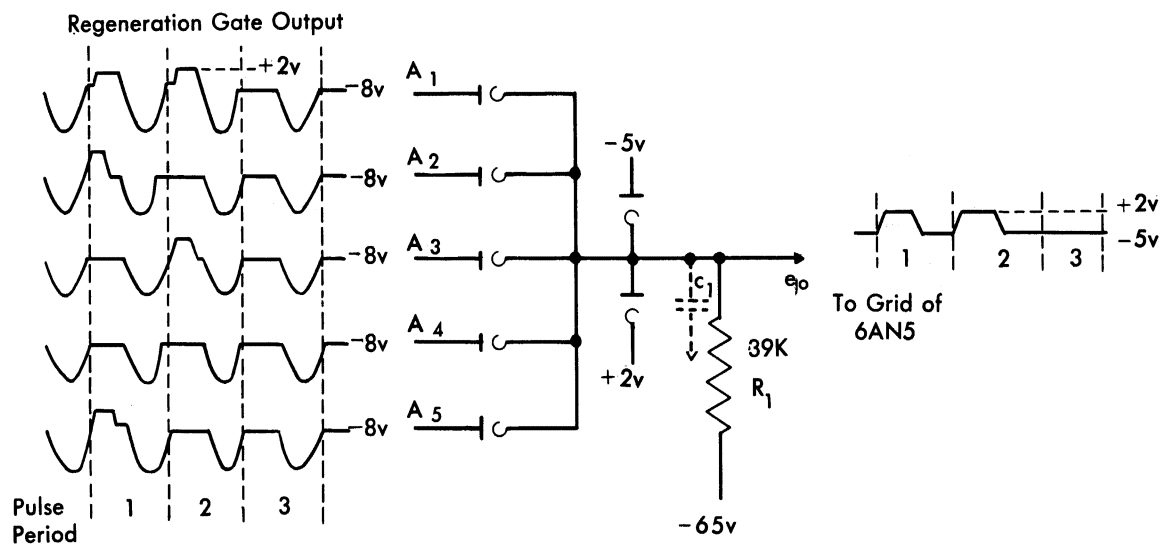 Regeneration Gate Output
+2v
-8v
A 1
-8v
A 2
-8v
A 3
-8v
A 4
-8v
A 5
-5v
+2v
c1
39K
R1
-65v
e1o
+2v
-5v
1 2 3
To Grid of
6AN5
Pulse
Period
1 2 3